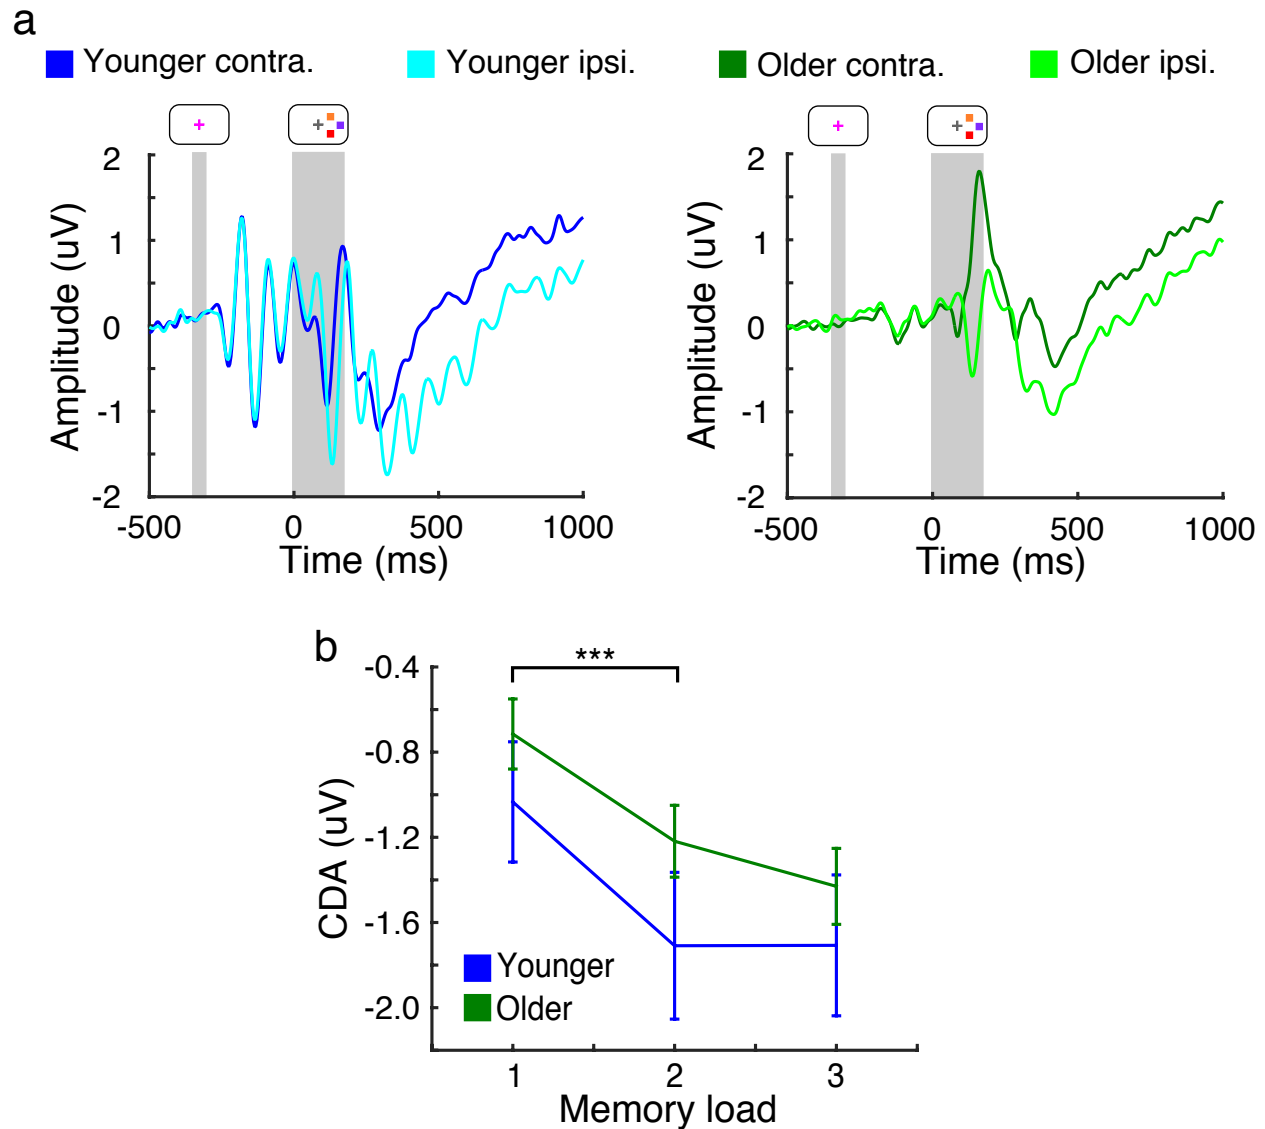 a
Younger contra. Younger ipsi. Older contra. Older ipsi.
2 2
1 1
0 0
-1 -1
-2 -2
Amplitude (uV) Amplitude (uV)
-500 0 500 1000 -500 0 500 1000
Time (ms) Time (ms)
b
***
-0.4
-0.8
-1.2
-1.6
-2.0
CDA (uV)
Younger
Older
1 2 3
Memory load